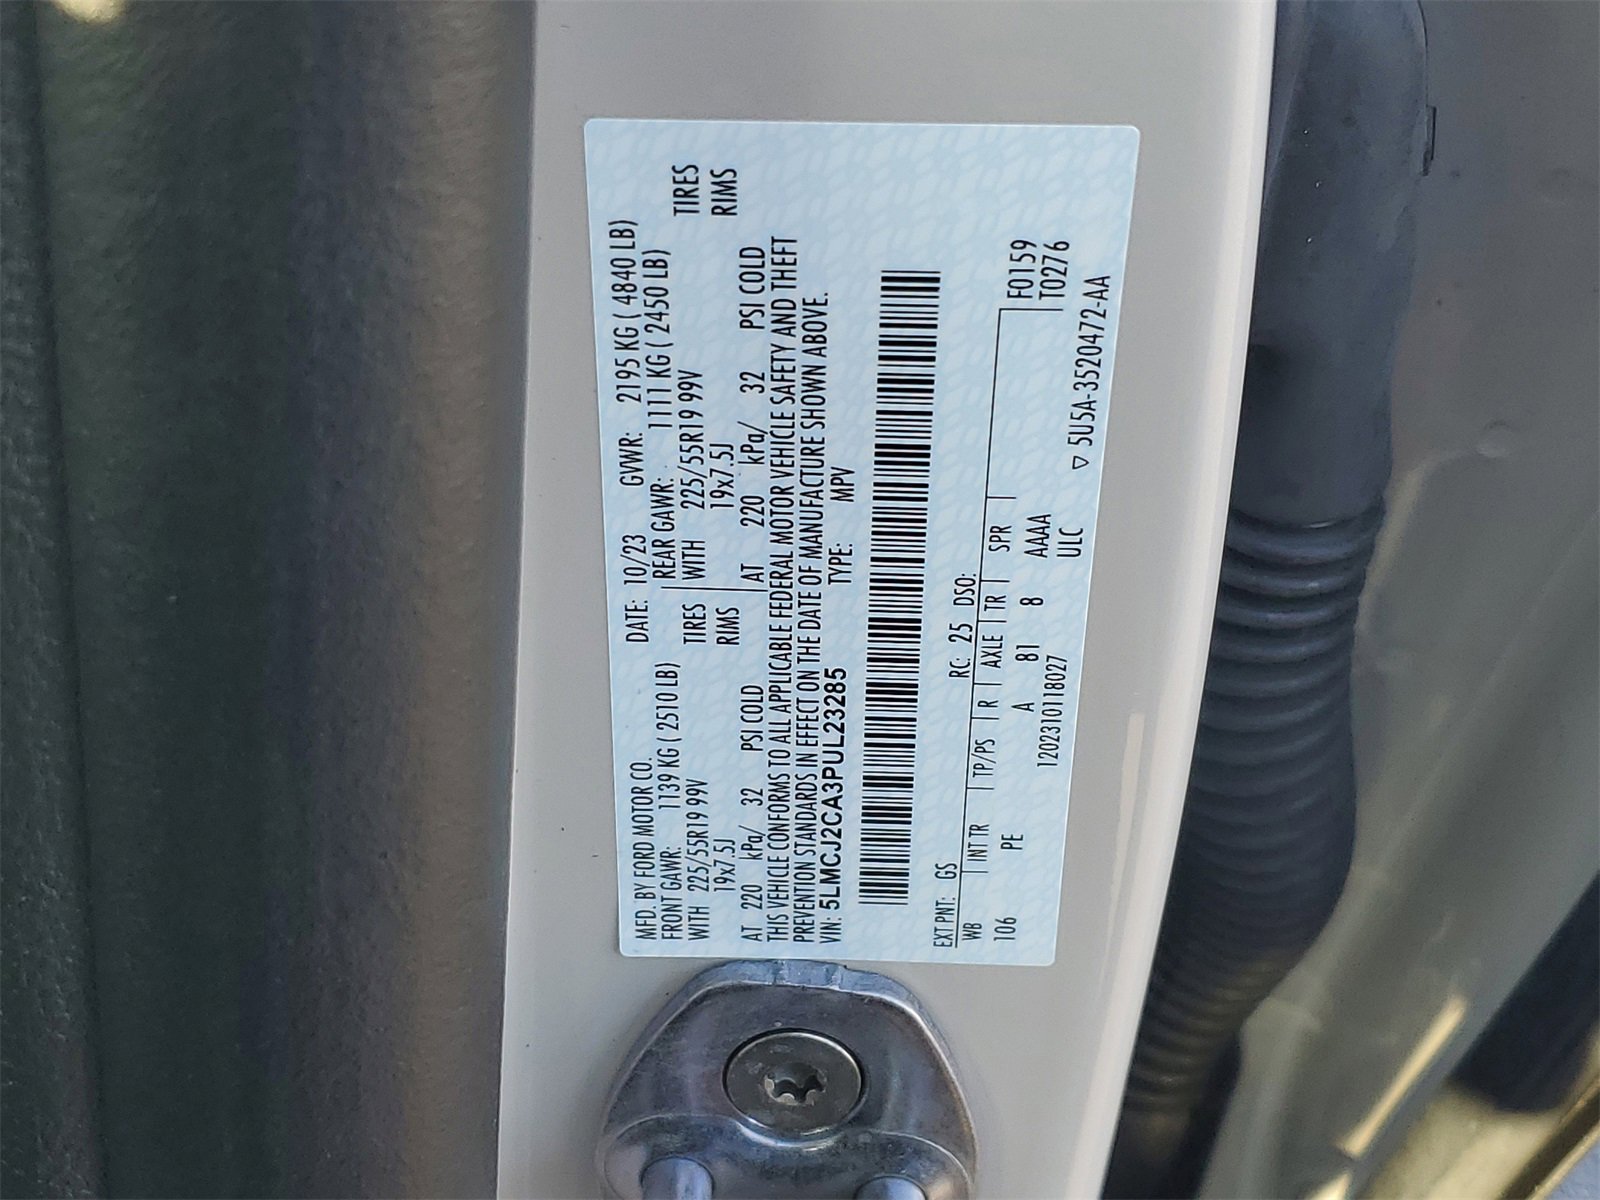 MFD. BY FORD MOTOR CO.
DATE: 10/23 GVWR: 2195 KG ( 4840 LB)
FRONT GAWR: 1139 KG ( 2510 LB) REAR GAWR: 1111 KG ( 2450 LB)
WITH 225/55R19 99V TIRES WITH 225/55R19 99V TIRES
19x7.5J RIMS 19x7.5J RIMS
AT 220 kPa/ 32 PSI COLD AT 220 kPa/ 32 PSI COLD
THIS VEHICLE CONFORMS TO ALL APPLICABLE FEDERAL MOTOR VEHICLE SAFETY AND THEFT
PREVENTION STANDARDS IN EFFECT ON THE DATE OF MANUFACTURE SHOWN ABOVE.
VIN: 5LMCJ2CA3PUL23285 TYPE: MPV
EXT PNT: GS RC: 25 DSO:
WB INT TR TP/PS R AXLE TR SPR F0159
106 PE A 81 8 AAAA T0276
12023101118027 ULC ▽ 5U5A-3520472-AA